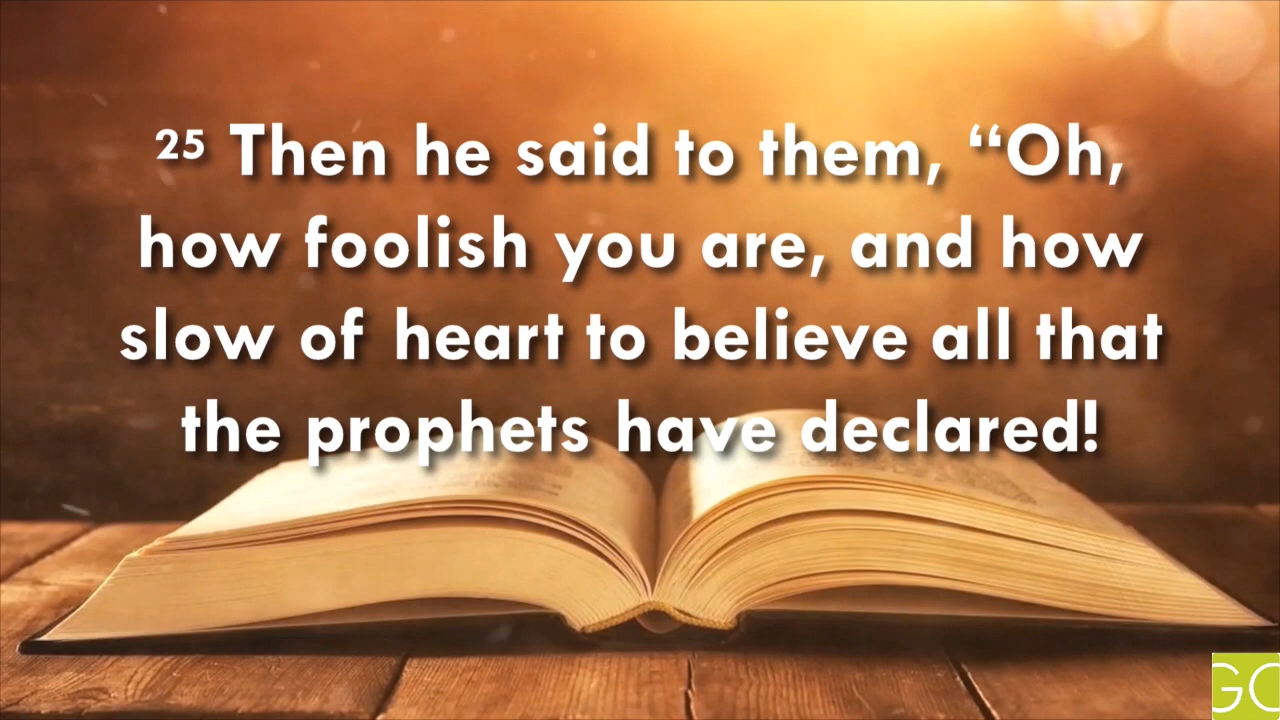 ²⁵ Then he said to them, “Oh,
how foolish you are, and how
slow of heart to believe all that
the prophets have declared!
GC